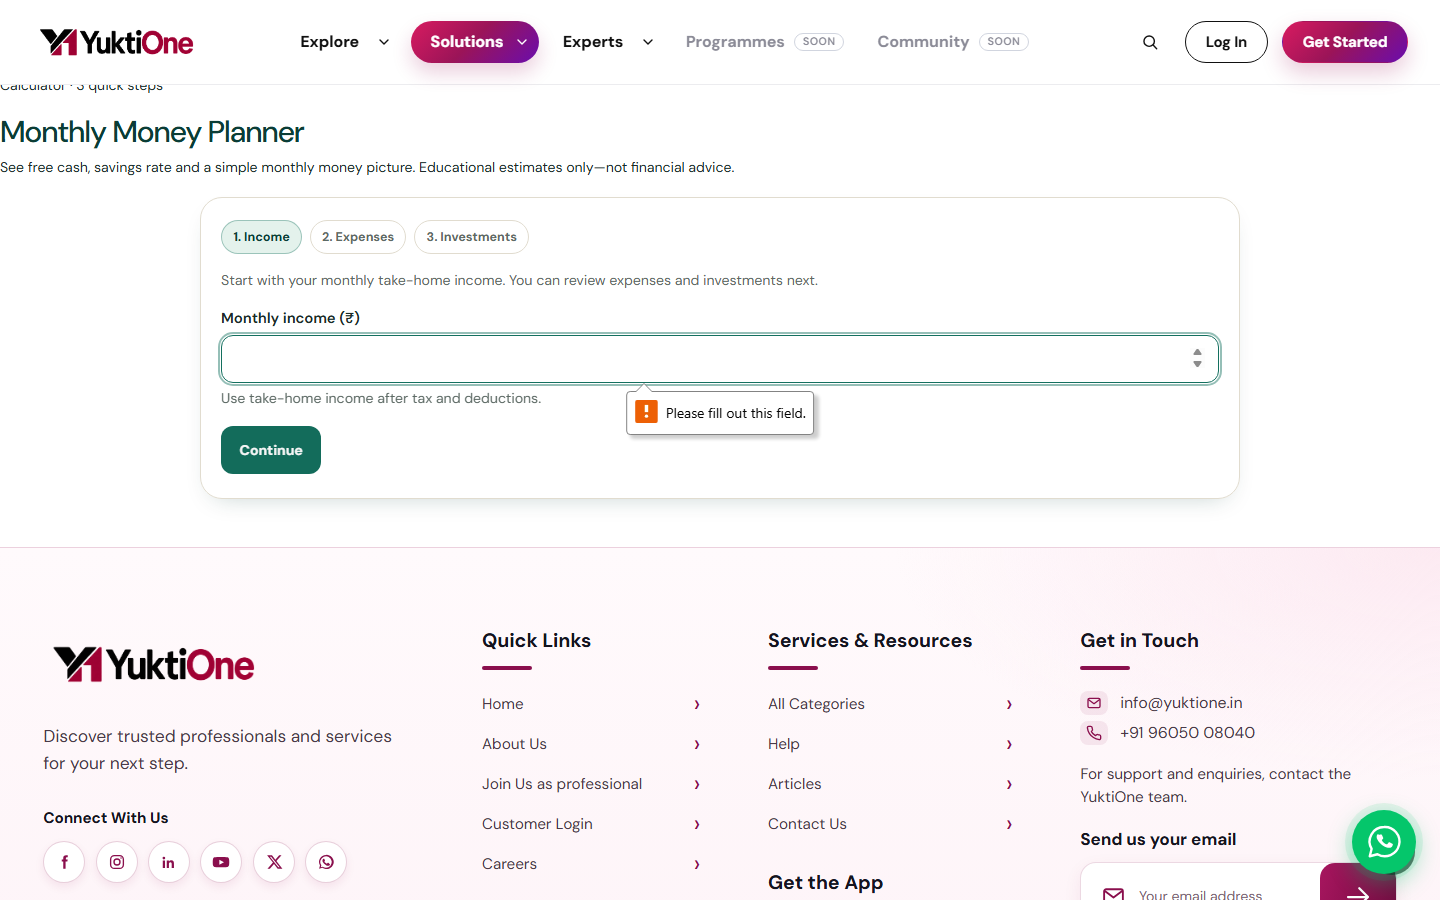 YuktiOne
Explore
Solutions
Experts
Programmes SOON
Community SOON
Log In
Get Started
Calculator · 3 quick steps
Monthly Money Planner
See free cash, savings rate and a simple monthly money picture. Educational estimates only—not financial advice.
1. Income
2. Expenses
3. Investments
Start with your monthly take-home income. You can review expenses and investments next.
Monthly income (₹)
Please fill out this field.
Use take-home income after tax and deductions.
Continue
YuktiOne
Discover trusted professionals and services
for your next step.
Connect With Us
Quick Links
Home
About Us
Join Us as professional
Customer Login
Careers
Services & Resources
All Categories
Help
Articles
Contact Us
Get the App
Get in Touch
info@yuktione.in
+91 96050 08040
For support and enquiries, contact the
YuktiOne team.
Send us your email
Your email address